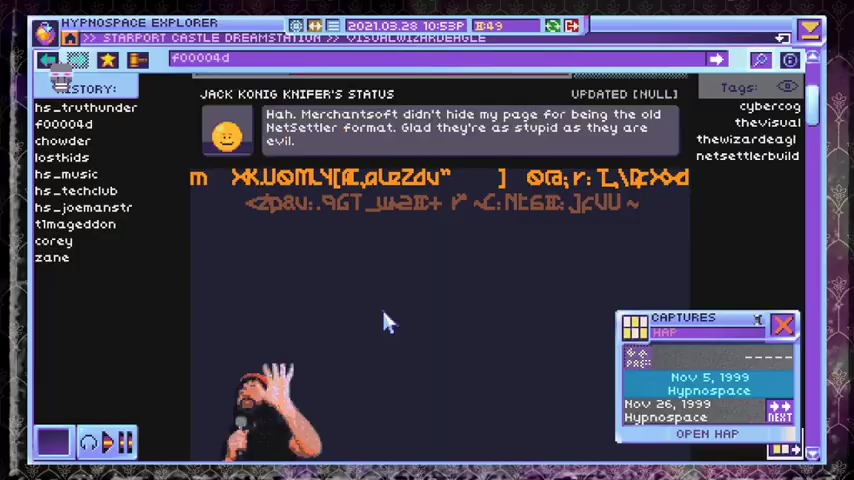 HYPNOSPACE EXPLORER
2021.03.28 10:53P
:49
>> STARPORT CASTLE DREAMSTATION >> VISUALWIZARDEAGLE
f00004d
HISTORY:
hs_truthunder
f00004d
chowder
lostkids
hs_music
hs_techclub
hs_joemanstr
t1mageddon
corey
zane
JACK KONIG KNIFER'S STATUS
UPDATED [NULL]
Hah. Merchantsoft didn't hide my page for being the old
NetSettler format. Glad they're as stupid as they are
evil.
Tags:
cybercog
thevisual
thewizardeagl
netsettlerbuild
CAPTURES
HAP
-----
Nov 5, 1999
Hypnospace
Nov 26, 1999
Hypnospace
NEXT
OPEN HAP